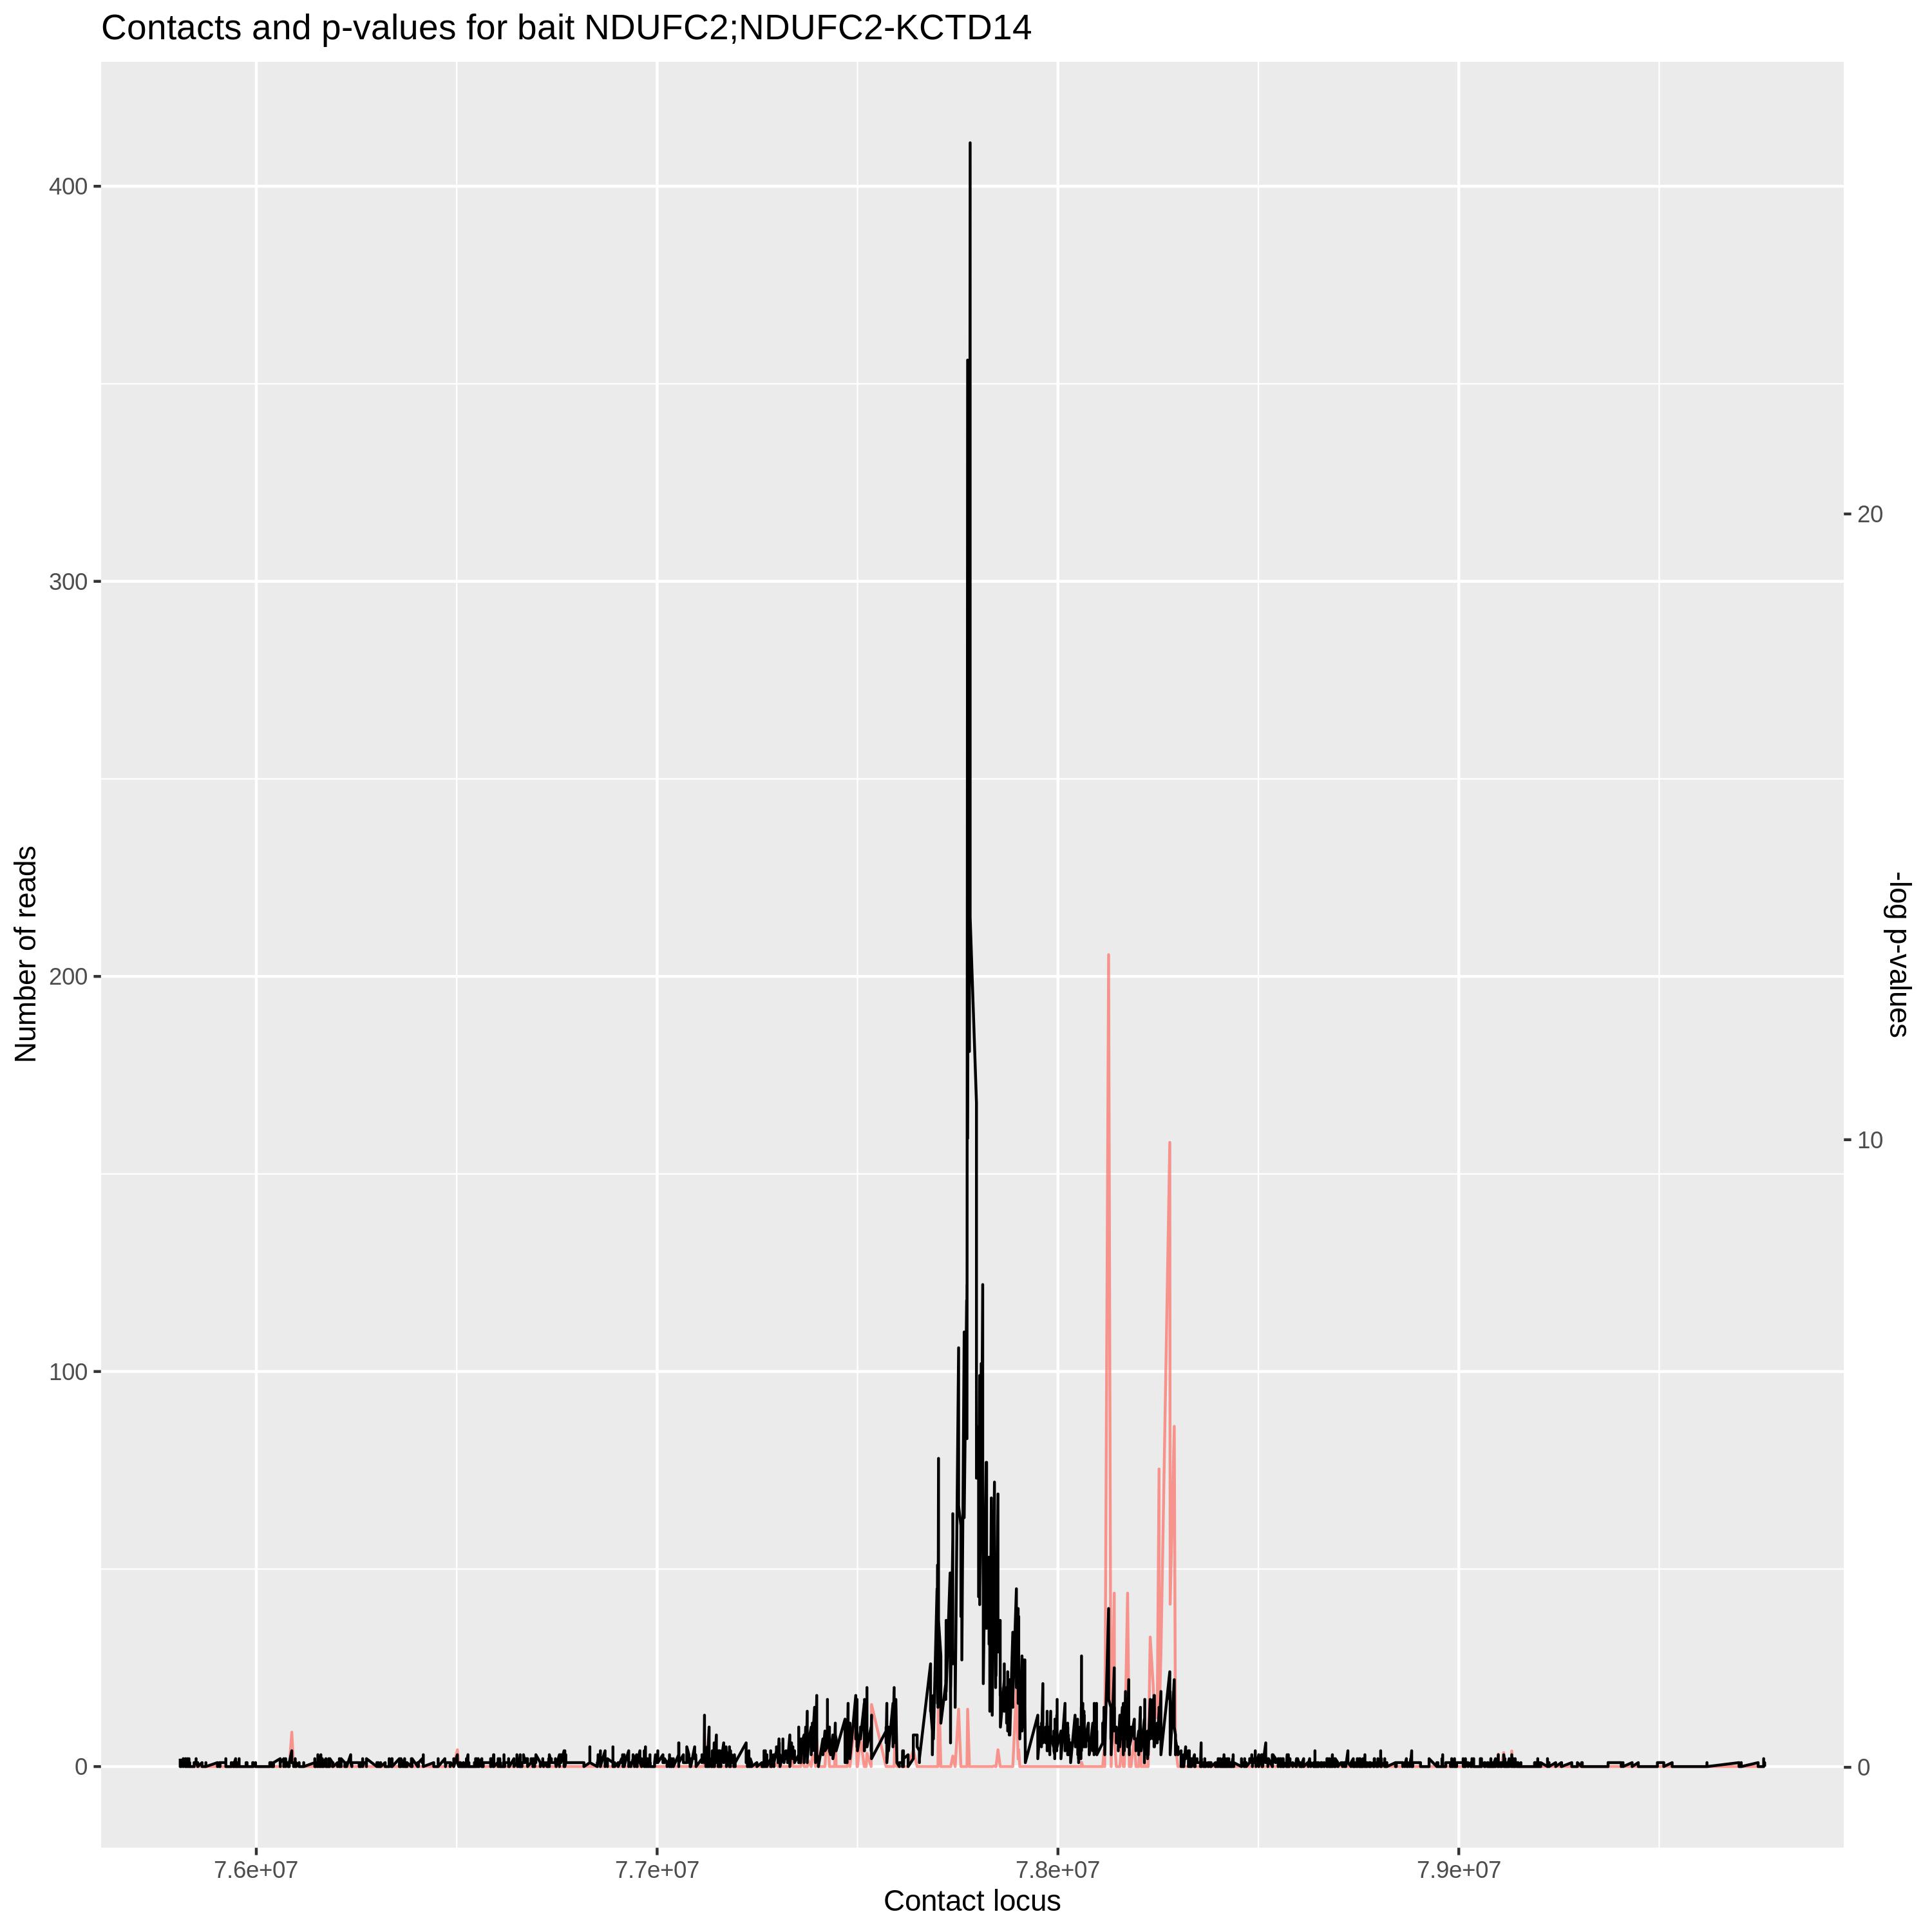 Contacts and p-values for bait NDUFC2;NDUFC2-KCTD14
400
300
200
100
0
Number of reads
20
10
0
-log p-values
7.6e+07
7.7e+07
7.8e+07
7.9e+07
Contact locus